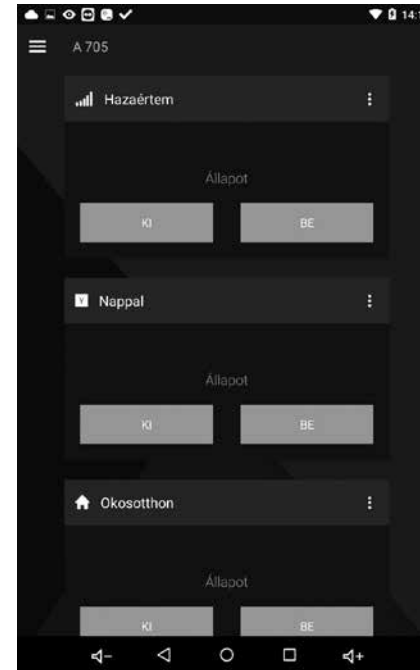 A 705
Hazaértem
Állapot
KI BE
Nappal
Állapot
KI BE
Okosotthon
Állapot
KI BE